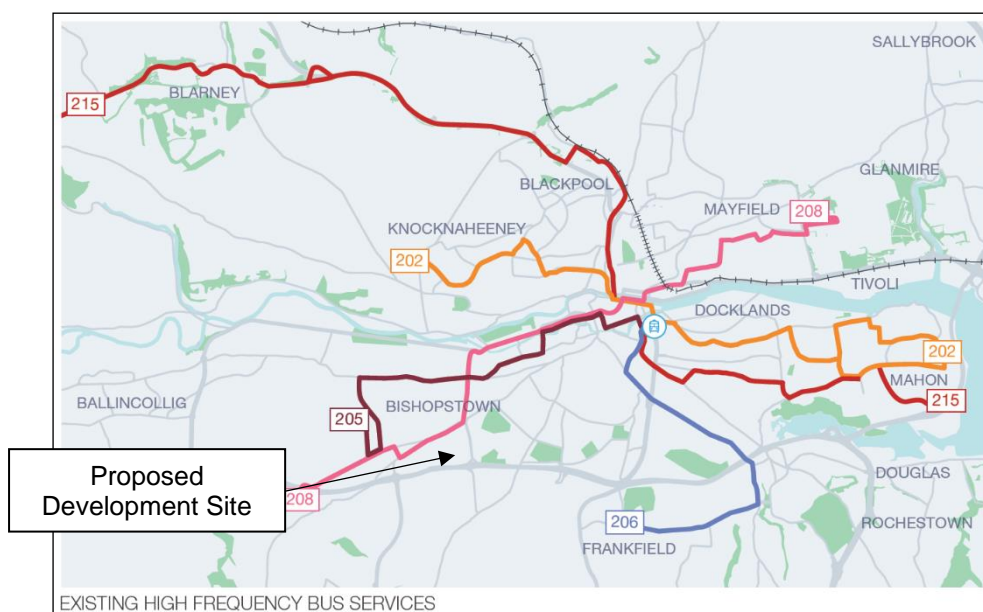 SALLYBROOK
215
BLARNEY
GLANMIRE
BLACKPOOL
MAYFIELD
208
KNOCKNAHEENEY
202
TIVOLI
DOCKLANDS
202
MAHON
215
BALLINCOLLIG
BISHOPSTOWN
205
Proposed
Development Site
208
DOUGLAS
206
ROCHESTOWN
FRANKFIELD
EXISTING HIGH FREQUENCY BUS SERVICES